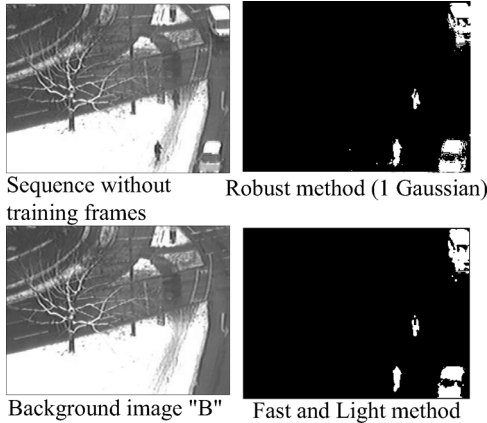 Sequence without
training frames
Robust method (1 Gaussian)
Background image "B"
Fast and Light method